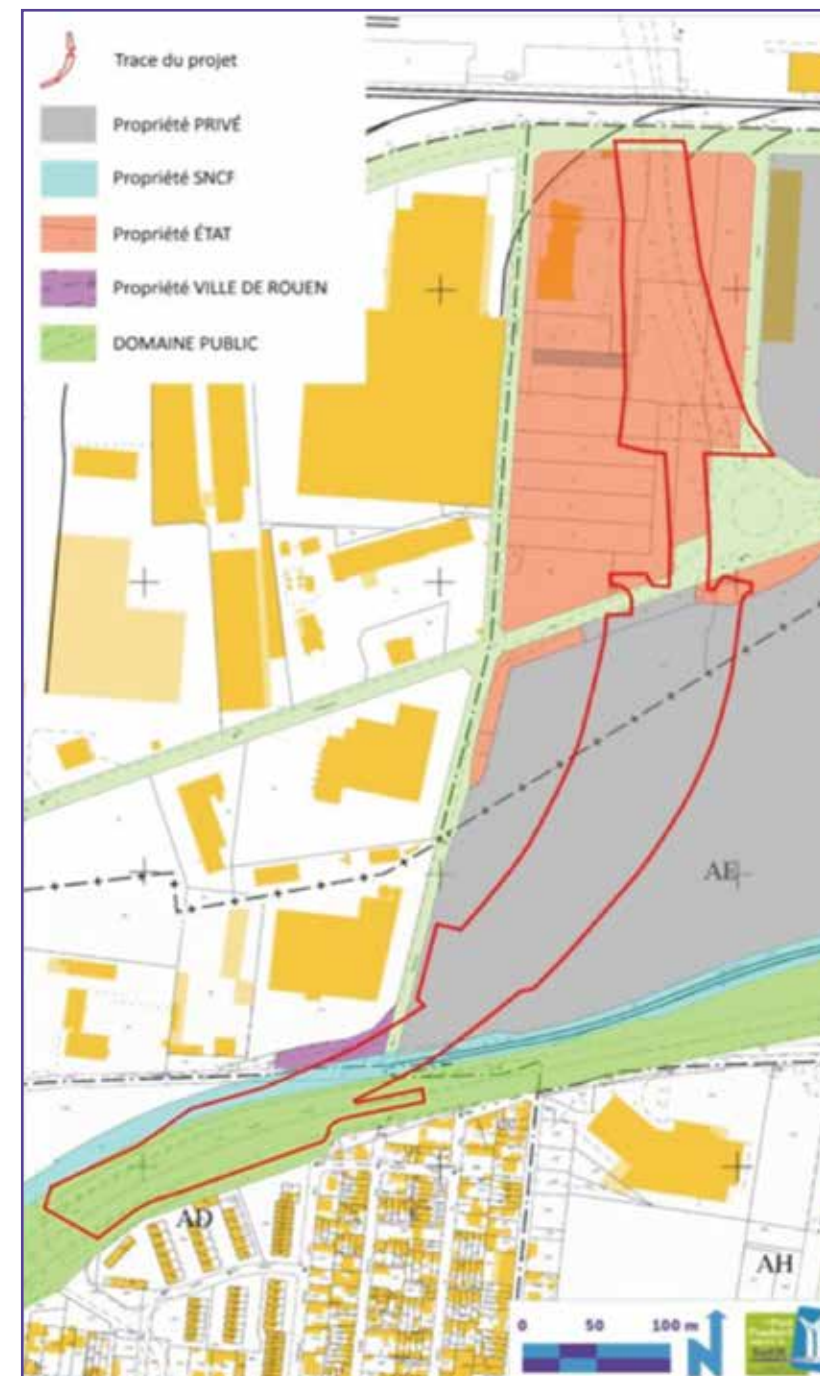 Trace du projet
Propriété PRIVÉ
Propriété SNCF
Propriété ÉTAT
Propriété VILLE DE ROUEN
DOMAINE PUBLIC
AE
AD
AH
0 50 100 m
N